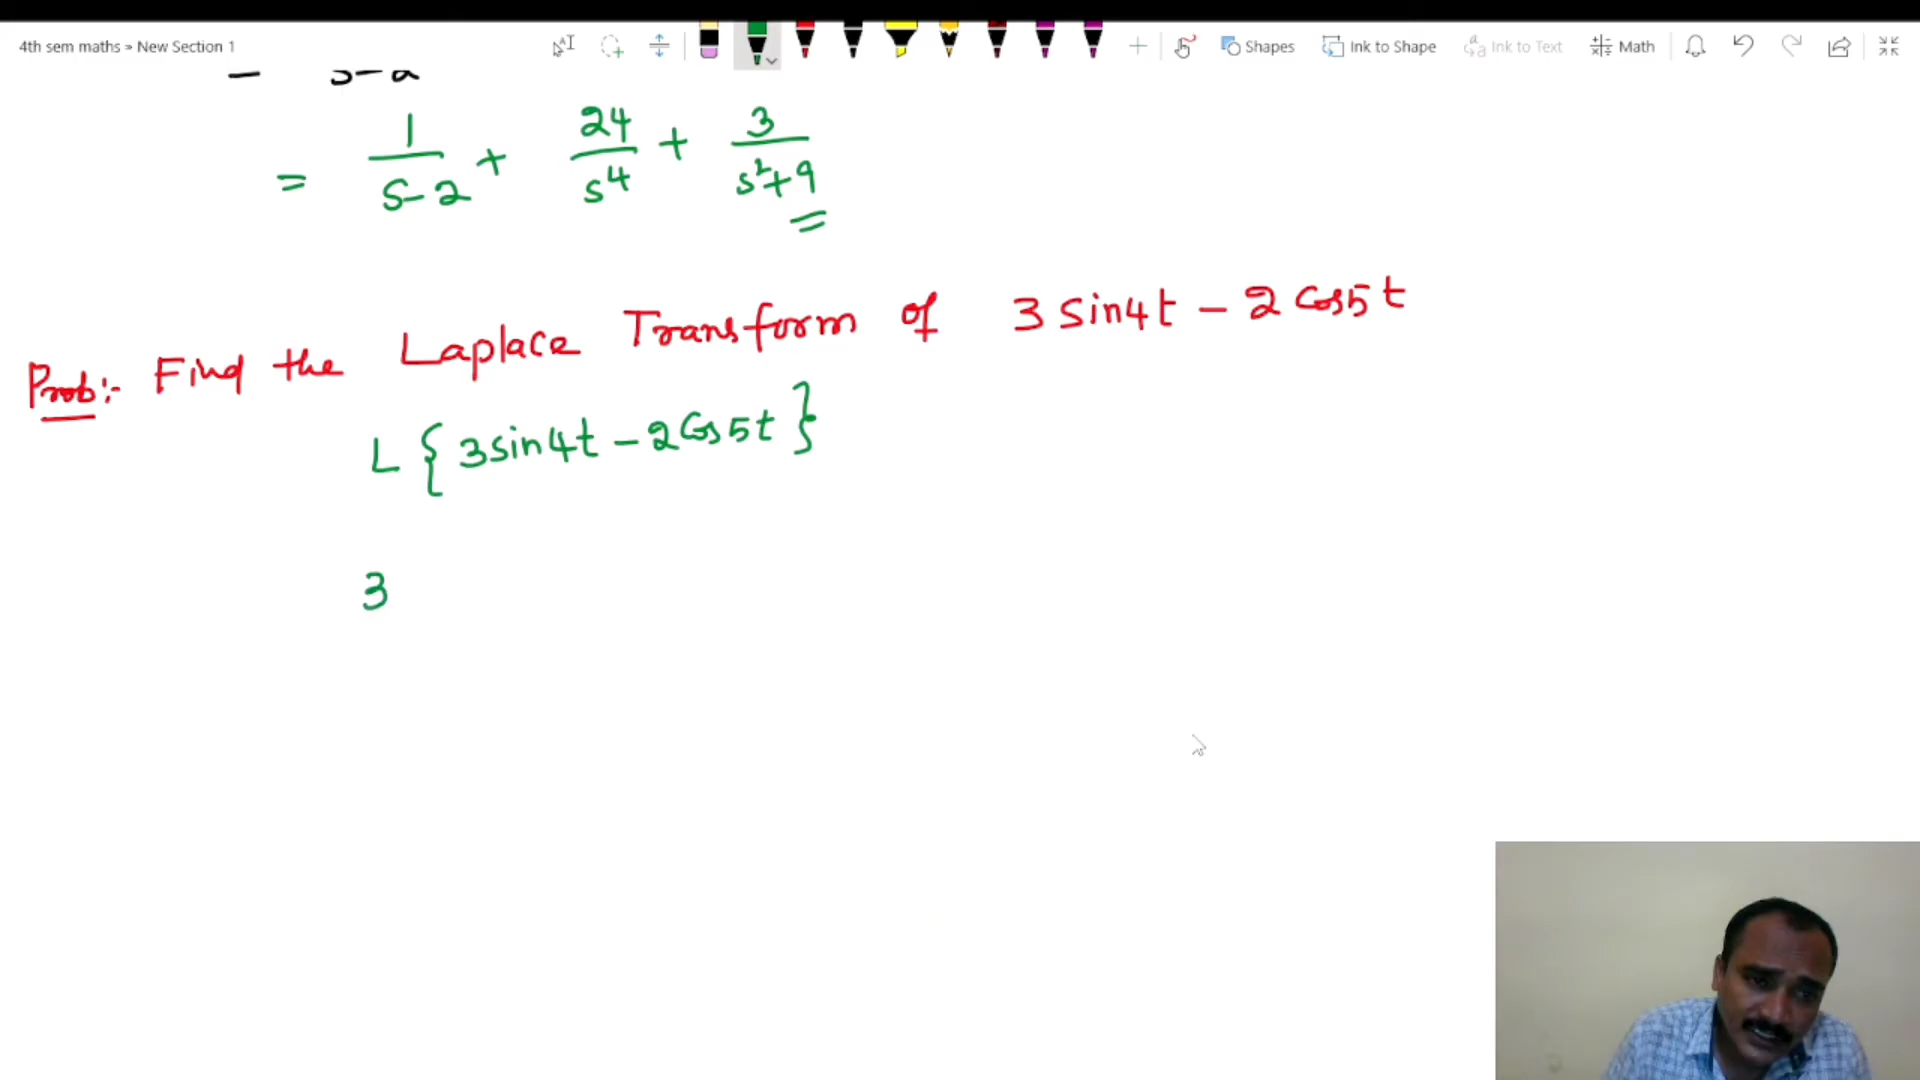 4th sem maths » New Section 1
Shapes
Ink to Shape
Ink to Text
Math
s-a
= 1/(s-2) + 24/s⁴ + 3/(s²+9)
Prob:- Find the Laplace Transform of 3 sin4t - 2 Cos5t
L { 3sin4t - 2Cos5t }
3